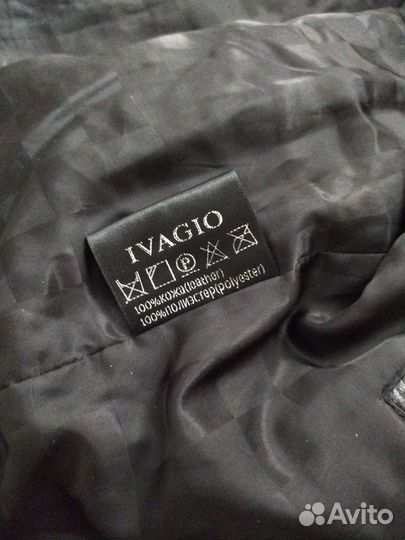 IVAGIO
P
100%кожа(leather)
100%полиэстер(polyester)
Avito